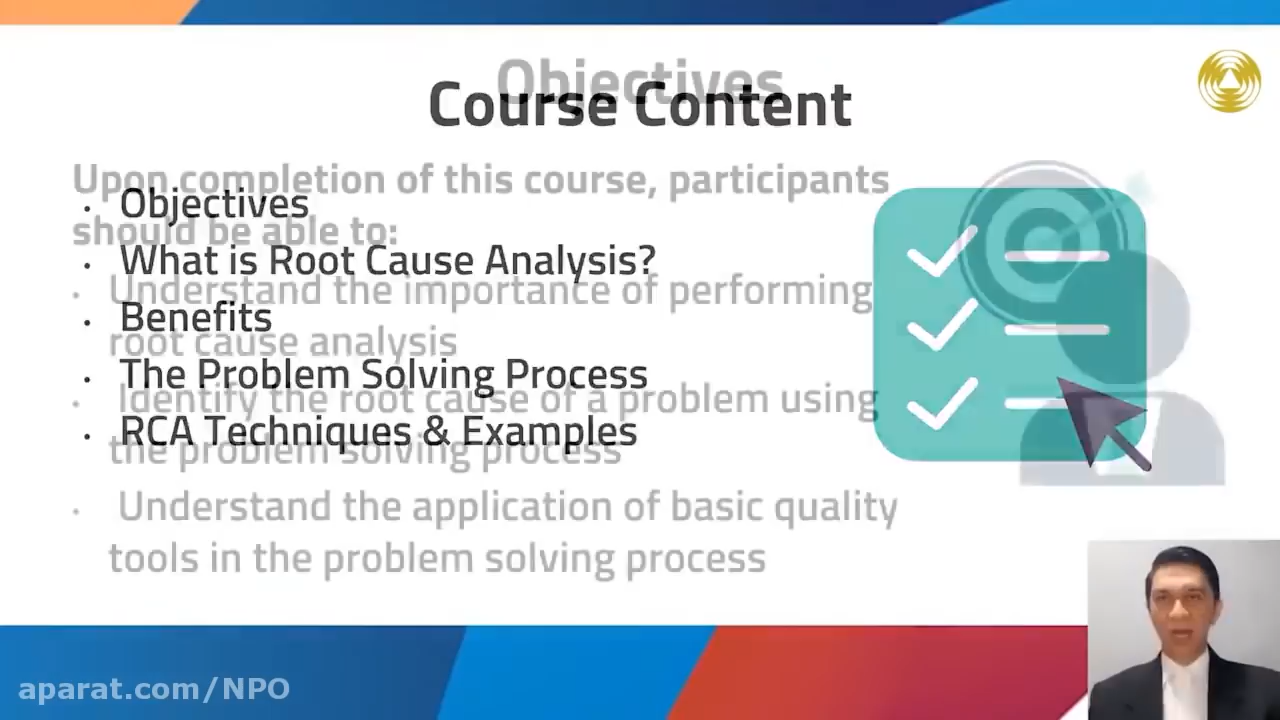 Objectives
Course Content
Upon completion of this course, participants
should be able to:
• Objectives
• What is Root Cause Analysis?
• Benefits
• The Problem Solving Process
• RCA Techniques & Examples
• Understand the importance of performing
root cause analysis
• Identify the root cause of a problem using
the problem solving process
• Understand the application of basic quality
tools in the problem solving process
aparat.com/NPO